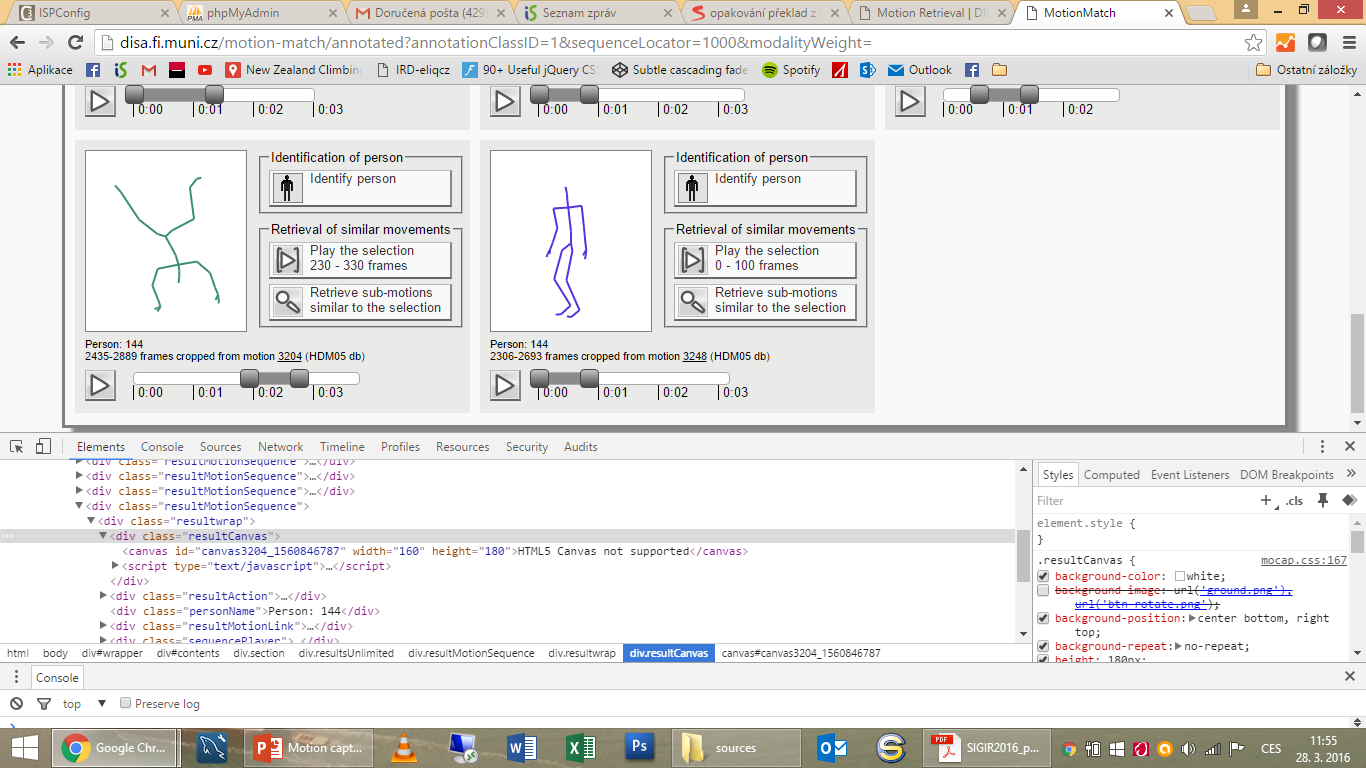 ISPConfig
phpMyAdmin
Doručená pošta (429
Seznam zpráv
opakování překlad z
Motion Retrieval | DIS
MotionMatch
disa.fi.muni.cz/motion-match/annotated?annotationClassID=1&sequenceLocator=1000&modalityWeight=
Aplikace
New Zealand Climbing
IRD-eliqcz
90+ Useful jQuery CSS
Subtle cascading fade
Spotify
Outlook
Ostatní záložky
0:00 0:01 0:02 0:03
0:00 0:01 0:02 0:03
0:00 0:01 0:02
Identification of person
Identify person
Retrieval of similar movements
Play the selection
230 - 330 frames
Retrieve sub-motions
similar to the selection
Person: 144
2435-2889 frames cropped from motion 3204 (HDM05 db)
0:00 0:01 0:02 0:03
Identification of person
Identify person
Retrieval of similar movements
Play the selection
0 - 100 frames
Retrieve sub-motions
similar to the selection
Person: 144
2306-2693 frames cropped from motion 3248 (HDM05 db)
0:00 0:01 0:02 0:03
Elements Console Sources Network Timeline Profiles Resources Security Audits
<div class="resultMotionSequence">…</div>
<div class="resultMotionSequence">…</div>
<div class="resultMotionSequence">…</div>
<div class="resultMotionSequence">
<div class="resultwrap">
<div class="resultCanvas">
<canvas id="canvas3204_1560846787" width="160" height="180">HTML5 Canvas not supported</canvas>
<script type="text/javascript">…</script>
</div>
<div class="resultAction">…</div>
<div class="personName">Person: 144</div>
<div class="resultMotionLink">…</div>
<div class="sequencePlayer">…</div>
Styles Computed Event Listeners DOM Breakpoints »
Filter
+ .cls
element.style {
}
.resultCanvas { mocap.css:167
background-color: white;
background-image: url('ground.png'),
url('btn-rotate.png');
background-position: center bottom, right
top;
background-repeat: no-repeat;
height: 180px;
html body div#wrapper div#contents div.section div.resultsUnlimited div.resultMotionSequence div.resultwrap div.resultCanvas canvas#canvas3204_1560846787
Console
top Preserve log
Google Chr...
Motion capt...
sources
SIGIR2016_p...
CES
11:55
28. 3. 2016